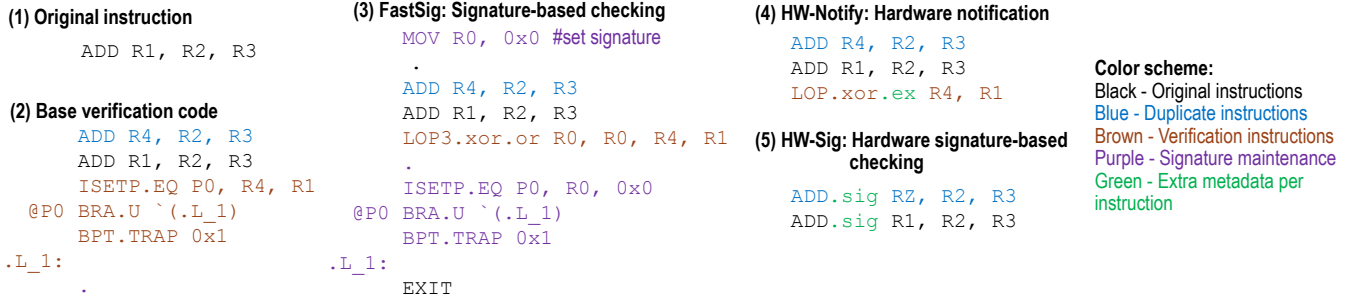 (1) Original instruction
ADD R1, R2, R3
(2) Base verification code
ADD R4, R2, R3
ADD R1, R2, R3
ISETP.EQ P0, R4, R1
@P0 BRA.U `(.L_1)
BPT.TRAP 0x1
.L_1:
.
(3) FastSig: Signature-based checking
MOV R0, 0x0 #set signature
.
ADD R4, R2, R3
ADD R1, R2, R3
LOP3.xor.or R0, R0, R4, R1
.
ISETP.EQ P0, R0, 0x0
@P0 BRA.U `(.L_1)
BPT.TRAP 0x1
.L_1:
EXIT
(4) HW-Notify: Hardware notification
ADD R4, R2, R3
ADD R1, R2, R3
LOP.xor.ex R4, R1
(5) HW-Sig: Hardware signature-based
checking
ADD.sig RZ, R2, R3
ADD.sig R1, R2, R3
Color scheme:
Black - Original instructions
Blue - Duplicate instructions
Brown - Verification instructions
Purple - Signature maintenance
Green - Extra metadata per
instruction